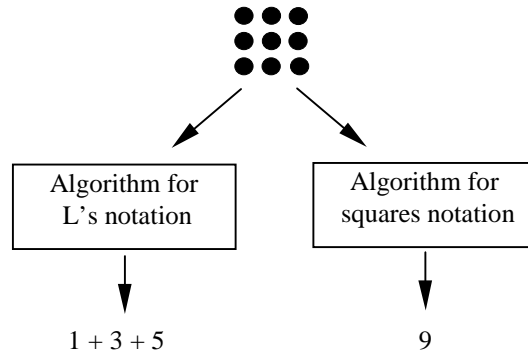 Algorithm for
L's notation
Algorithm for
squares notation
1 + 3 + 5
9